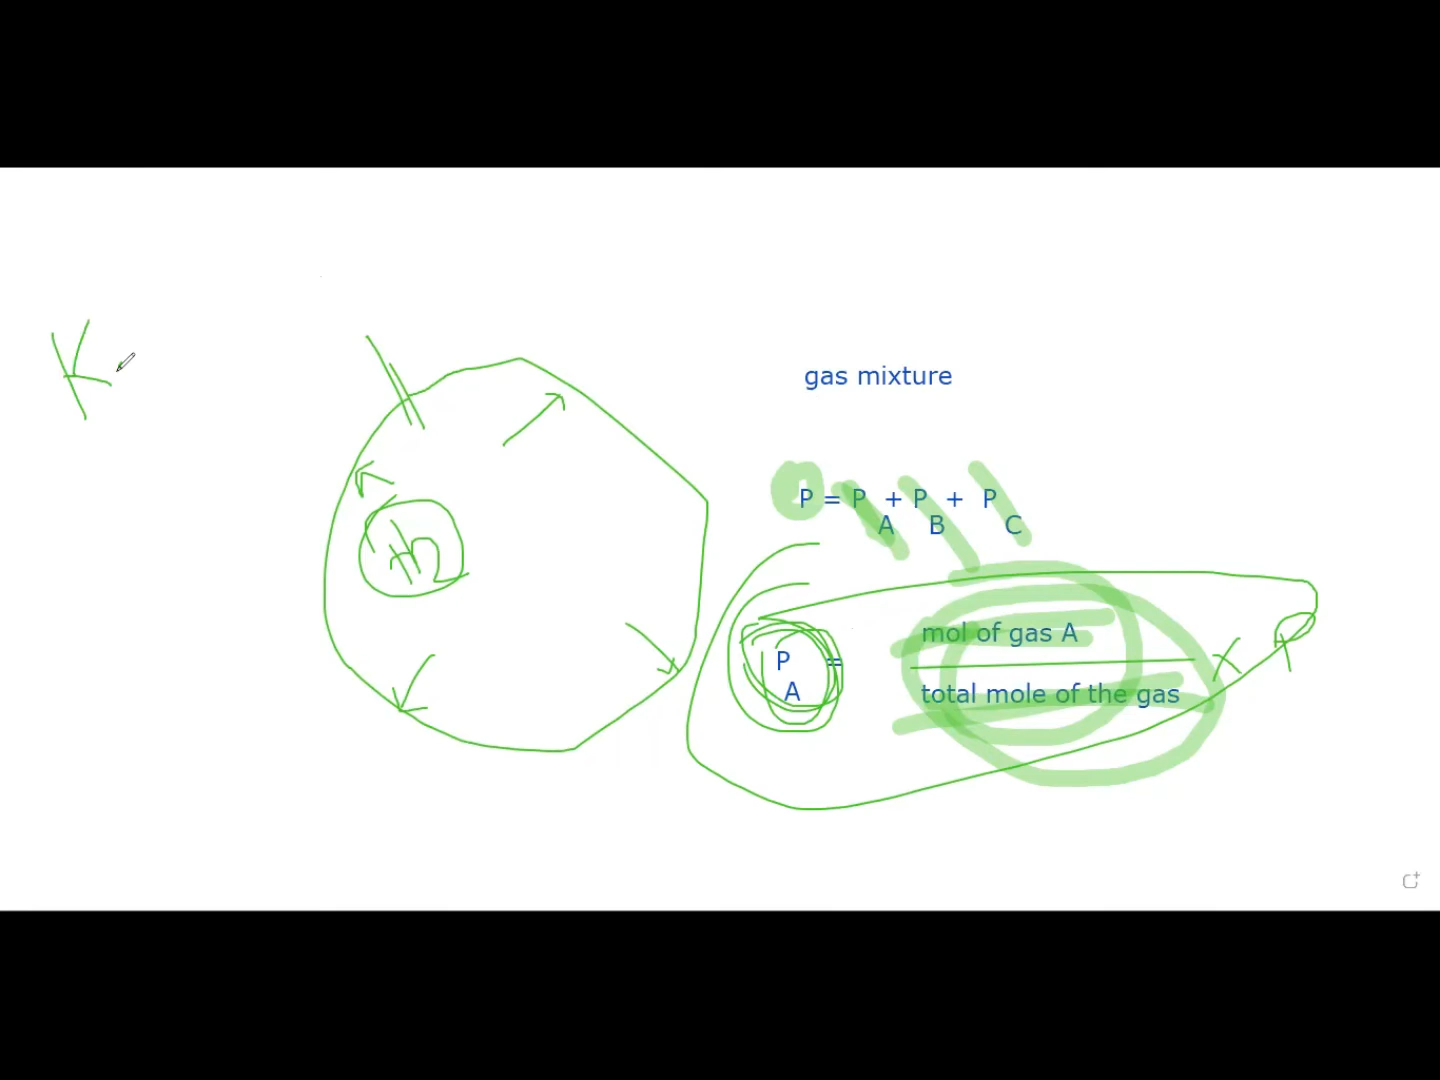 K
gas mixture
P = P + P + P
A B C
mol of gas A
P =
X P
A
total mole of the gas